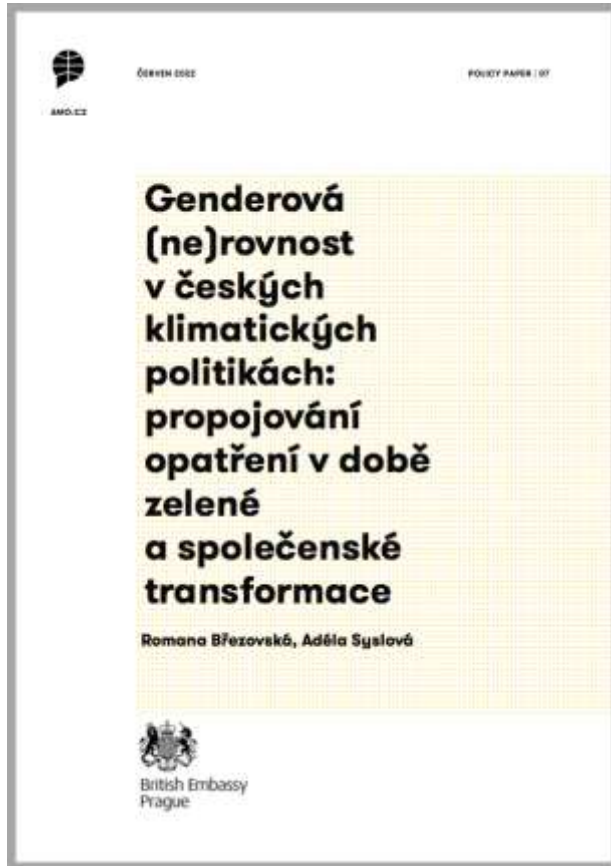 ČERVEN 2022
POLICY PAPER | 07
AMO.CZ
Genderová
(ne)rovnost
v českých
klimatických
politikách:
propojování
opatření v době
zelené
a společenské
transformace
Romana Březovská, Adéla Syslová
British Embassy
Prague